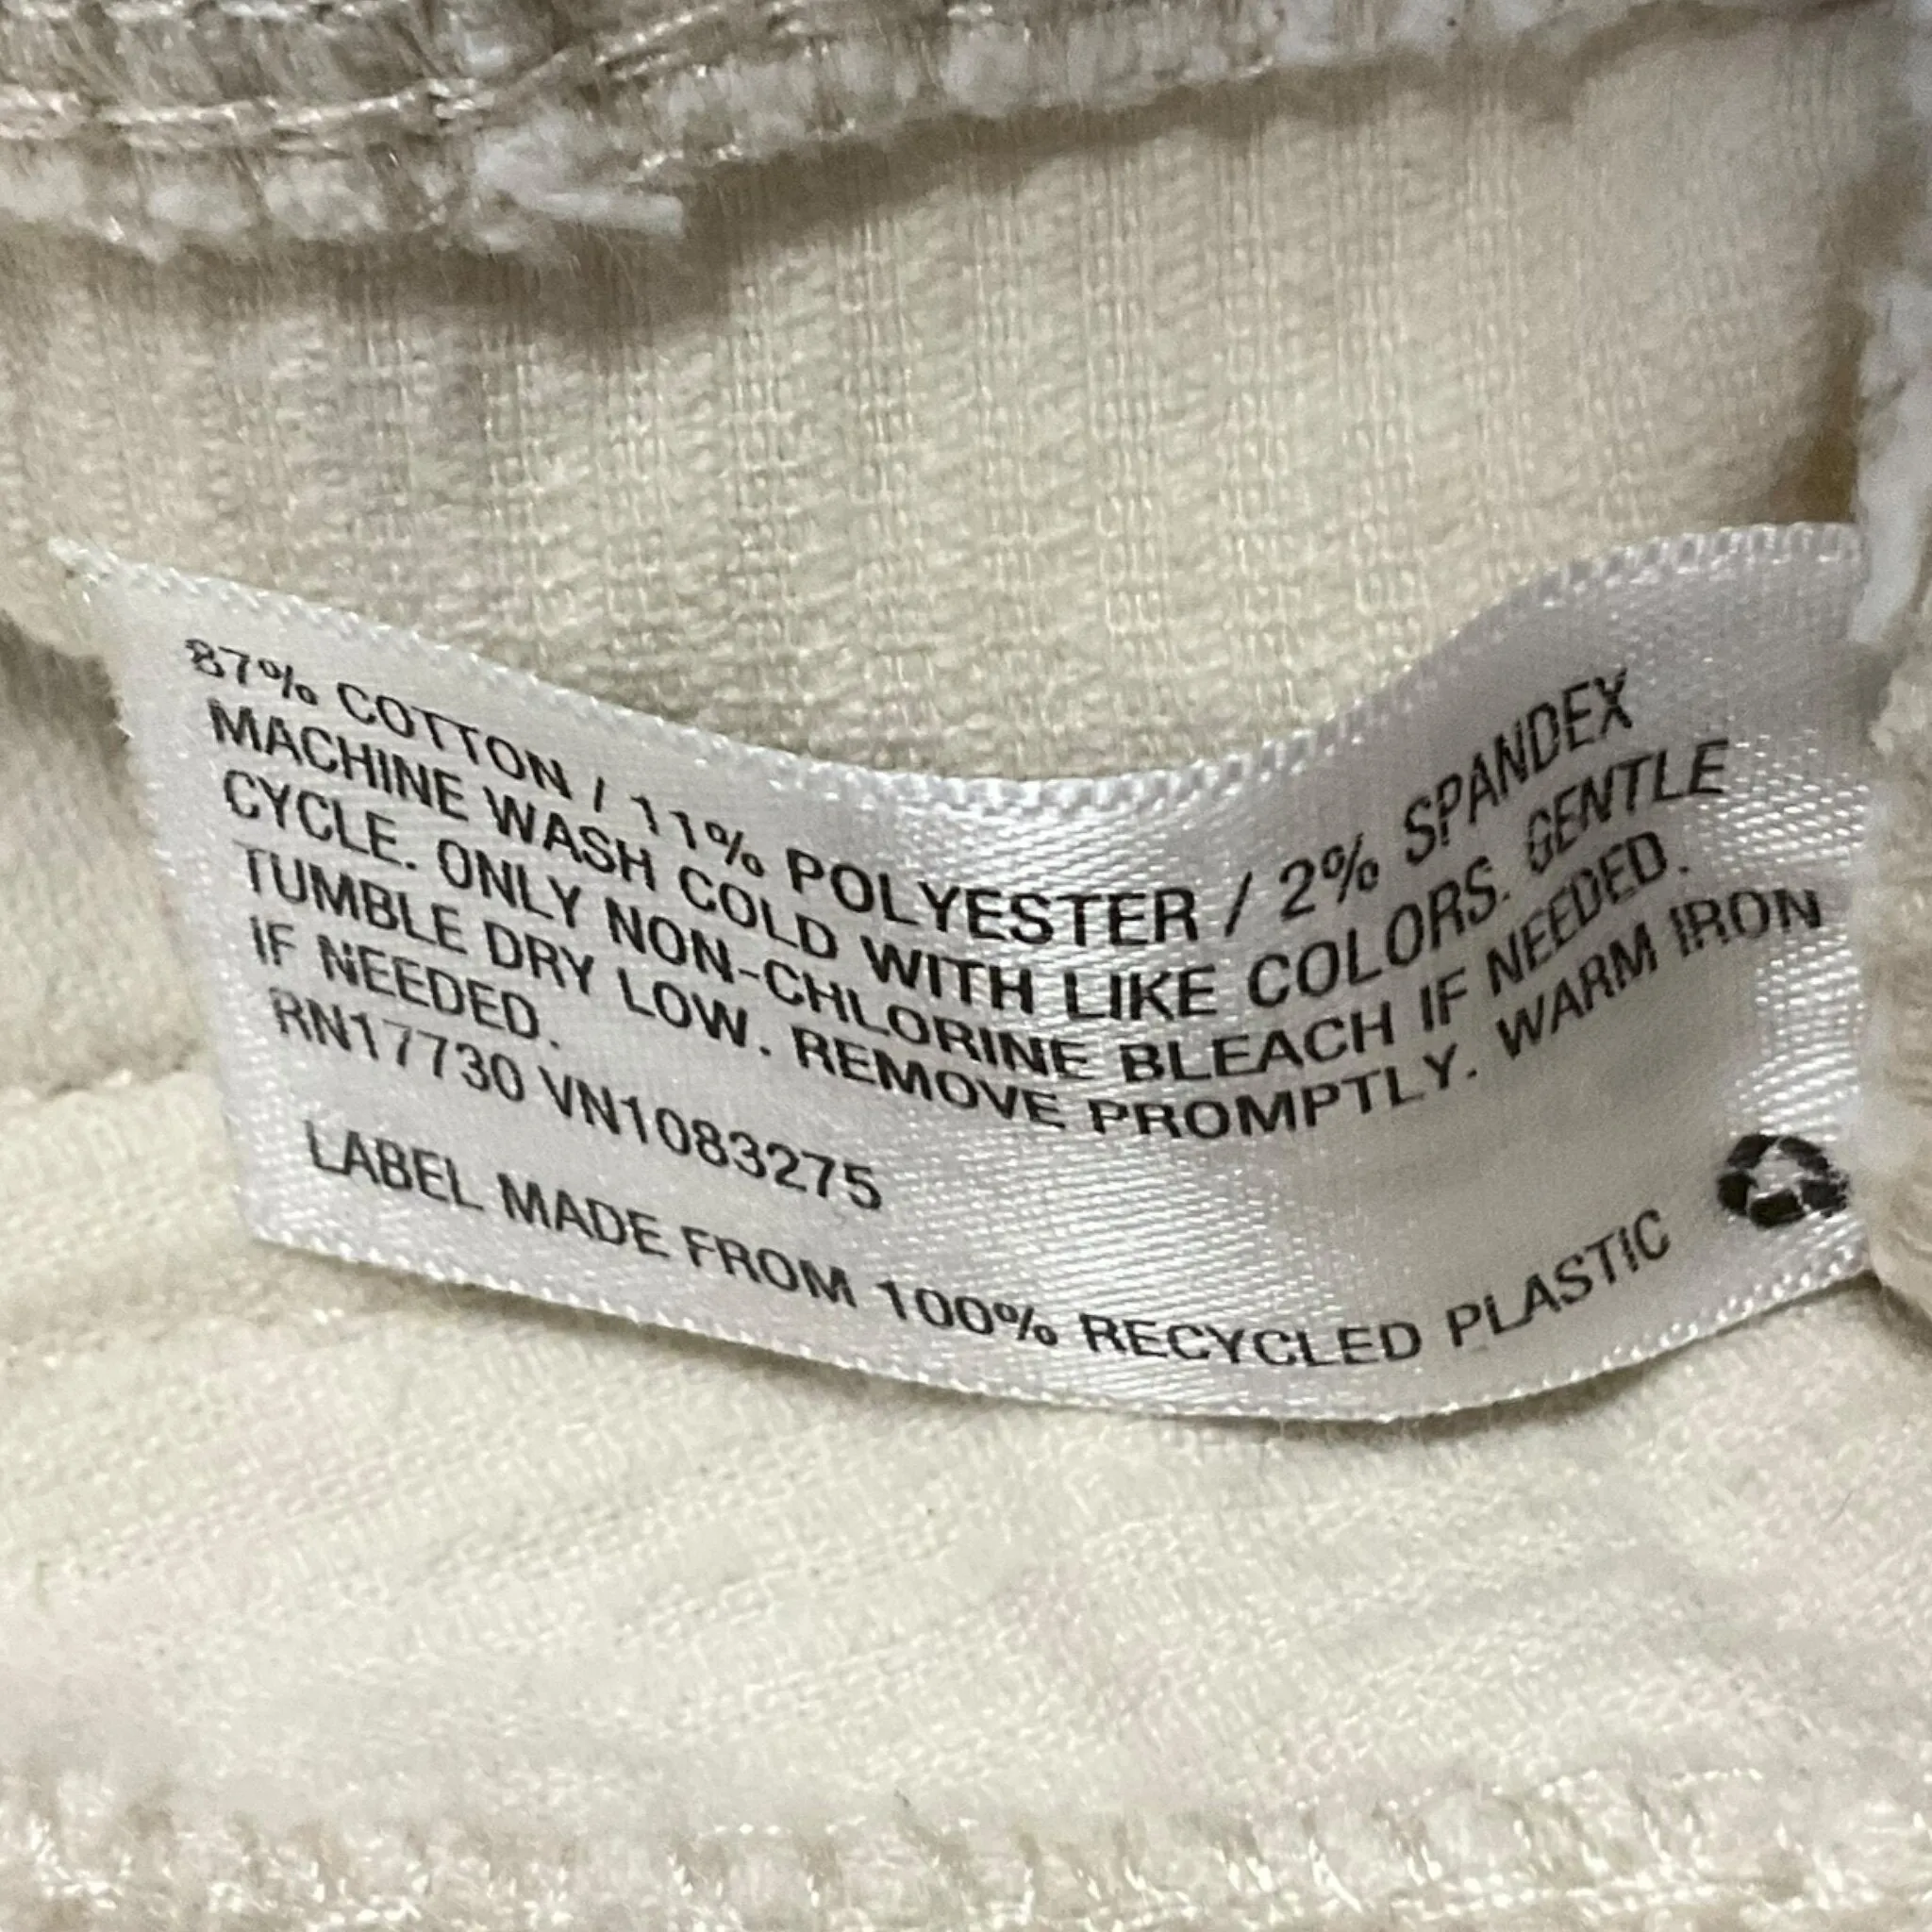 87% COTTON / 11% POLYESTER / 2% SPANDEX
MACHINE WASH COLD WITH LIKE COLORS. GENTLE
CYCLE. ONLY NON-CHLORINE BLEACH IF NEEDED.
TUMBLE DRY LOW. REMOVE PROMPTLY. WARM IRON
IF NEEDED.
RN17730 VN1083275
LABEL MADE FROM 100% RECYCLED PLASTIC